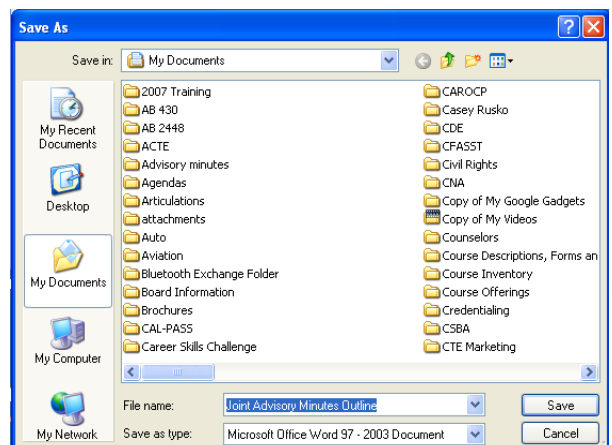 Save As
Save in:
My Documents
My Recent
Documents
Desktop
My Documents
My Computer
My Network
2007 Training
AB 430
AB 2448
ACTE
Advisory minutes
Agendas
Articulations
attachments
Auto
Aviation
Bluetooth Exchange Folder
Board Information
Brochures
CAL-PASS
Career Skills Challenge
CAROCP
Casey Rusko
CDE
CFASST
Civil Rights
CNA
Copy of My Google Gadgets
Copy of My Videos
Counselors
Course Descriptions, Forms an
Course Inventory
Course Offerings
Credentialing
CSBA
CTE Marketing
File name:
Joint Advisory Minutes Outline
Save
Save as type:
Microsoft Office Word 97 - 2003 Document
Cancel